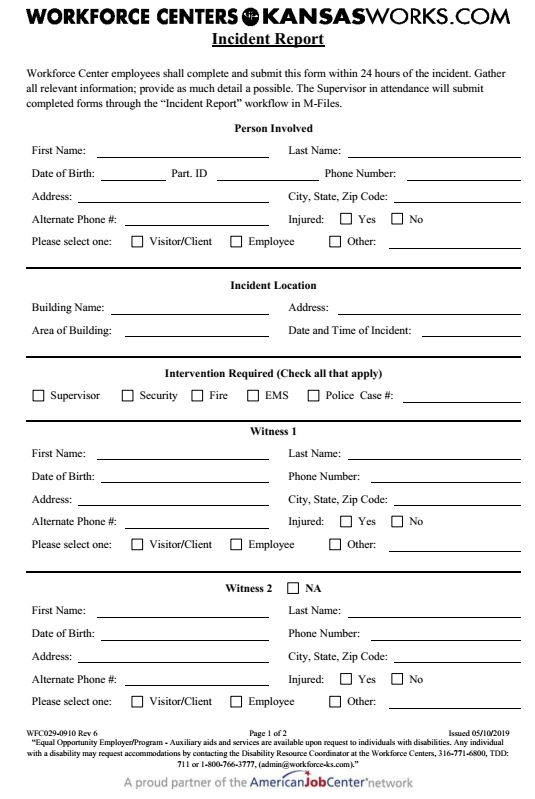 WORKFORCE CENTERS KANSASWORKS.COM
Incident Report
Workforce Center employees shall complete and submit this form within 24 hours of the incident. Gather
all relevant information; provide as much detail a possible. The Supervisor in attendance will submit
completed forms through the “Incident Report” workflow in M-Files.
Person Involved
First Name: Last Name:
Date of Birth: Part. ID Phone Number:
Address: City, State, Zip Code:
Alternate Phone #: Injured: Yes No
Please select one: Visitor/Client Employee Other:
Incident Location
Building Name: Address:
Area of Building: Date and Time of Incident:
Intervention Required (Check all that apply)
Supervisor Security Fire EMS Police Case #:
Witness 1
First Name: Last Name:
Date of Birth: Phone Number:
Address: City, State, Zip Code:
Alternate Phone #: Injured: Yes No
Please select one: Visitor/Client Employee Other:
Witness 2 NA
First Name: Last Name:
Date of Birth: Phone Number:
Address: City, State, Zip Code:
Alternate Phone #: Injured: Yes No
Please select one: Visitor/Client Employee Other:
WFC029-0910 Rev 6 Page 1 of 2 Issued 05/10/2019
“Equal Opportunity Employer/Program - Auxiliary aids and services are available upon request to individuals with disabilities. Any individual
with a disability may request accommodations by contacting the Disability Resource Coordinator at the Workforce Centers, 316-771-6800, TDD:
711 or 1-800-766-3777, (admin@workforce-ks.com).”
A proud partner of the AmericanJobCenter network